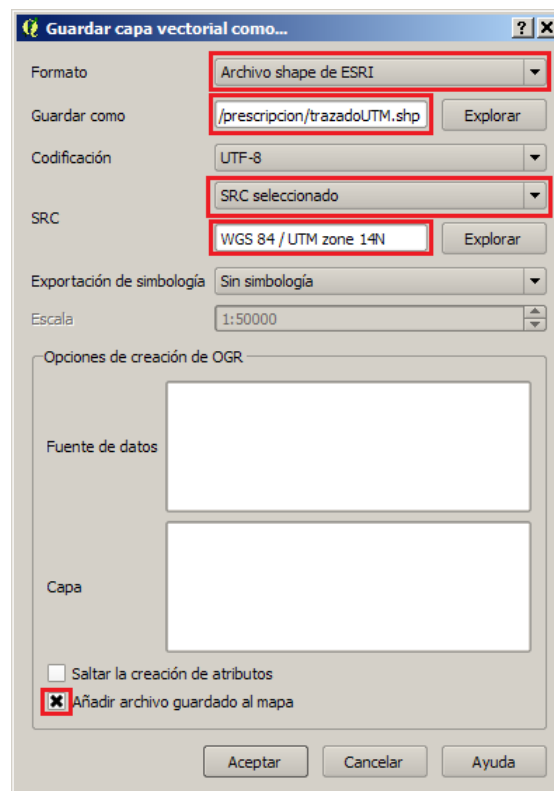 Guardar capa vectorial como...
Formato Archivo shape de ESRI
Guardar como /prescripcion/trazadoUTM.shp Explorar
Codificación UTF-8
SRC seleccionado
SRC
WGS 84 / UTM zone 14N Explorar
Exportación de simbología Sin simbología
Escala 1:50000
Opciones de creación de OGR
Fuente de datos
Capa
Saltar la creación de atributos
Añadir archivo guardado al mapa
Aceptar Cancelar Ayuda